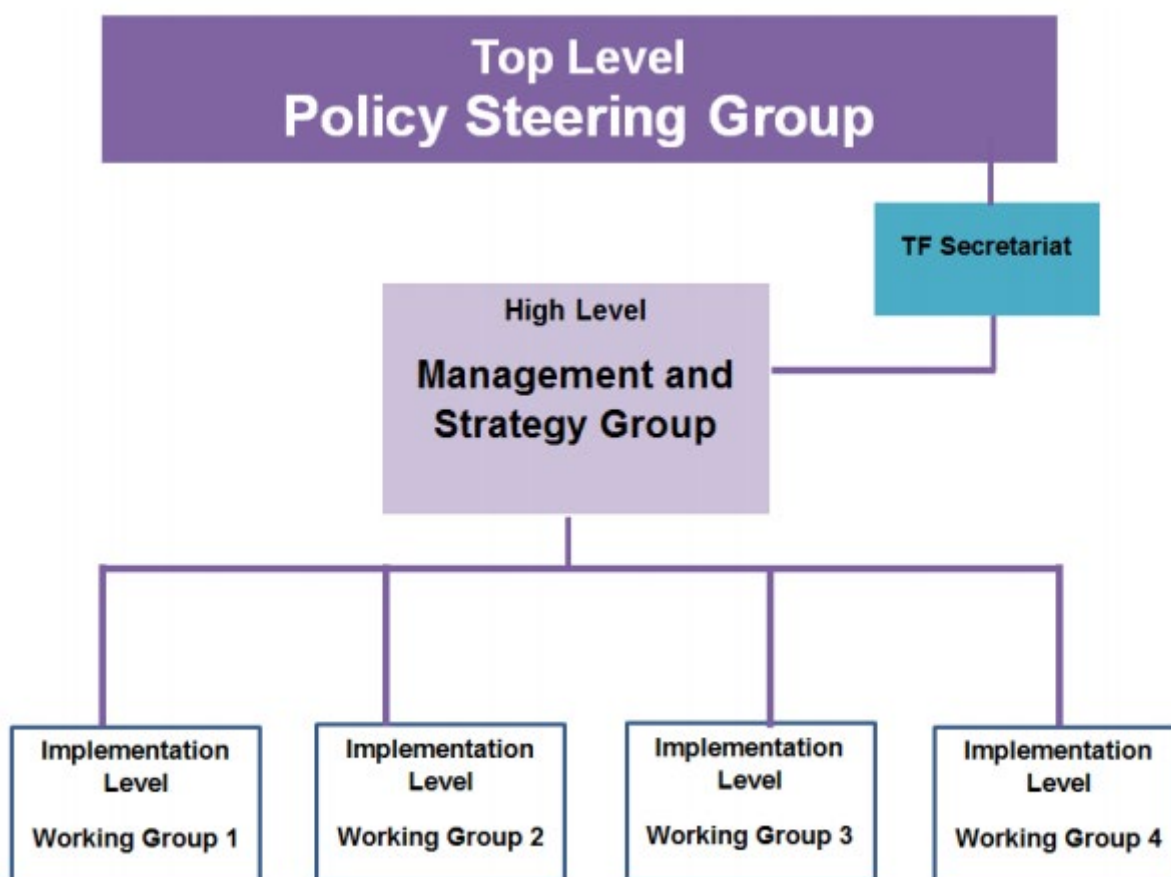 Top Level
Policy Steering Group
TF Secretariat
High Level
Management and
Strategy Group
Implementation
Level
Working Group 1
Implementation
Level
Working Group 2
Implementation
Level
Working Group 3
Implementation
Level
Working Group 4